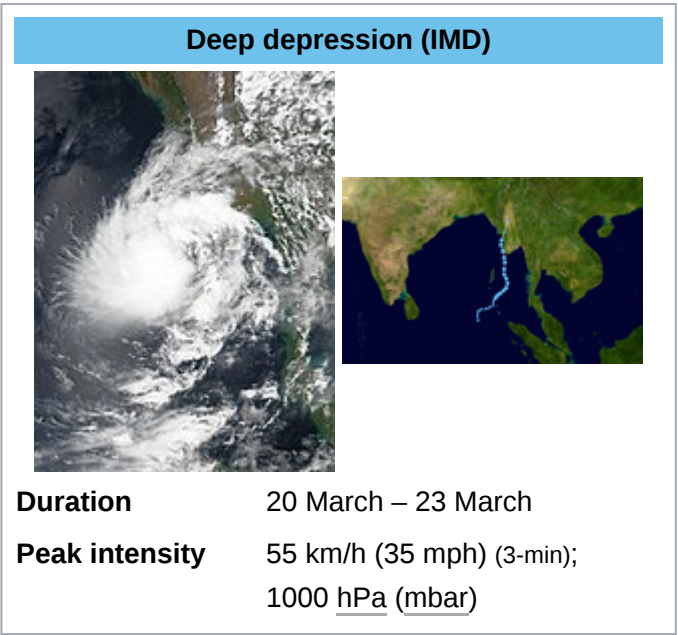 Deep depression (IMD)
Duration 20 March – 23 March
Peak intensity 55 km/h (35 mph) (3-min);
1000 hPa (mbar)